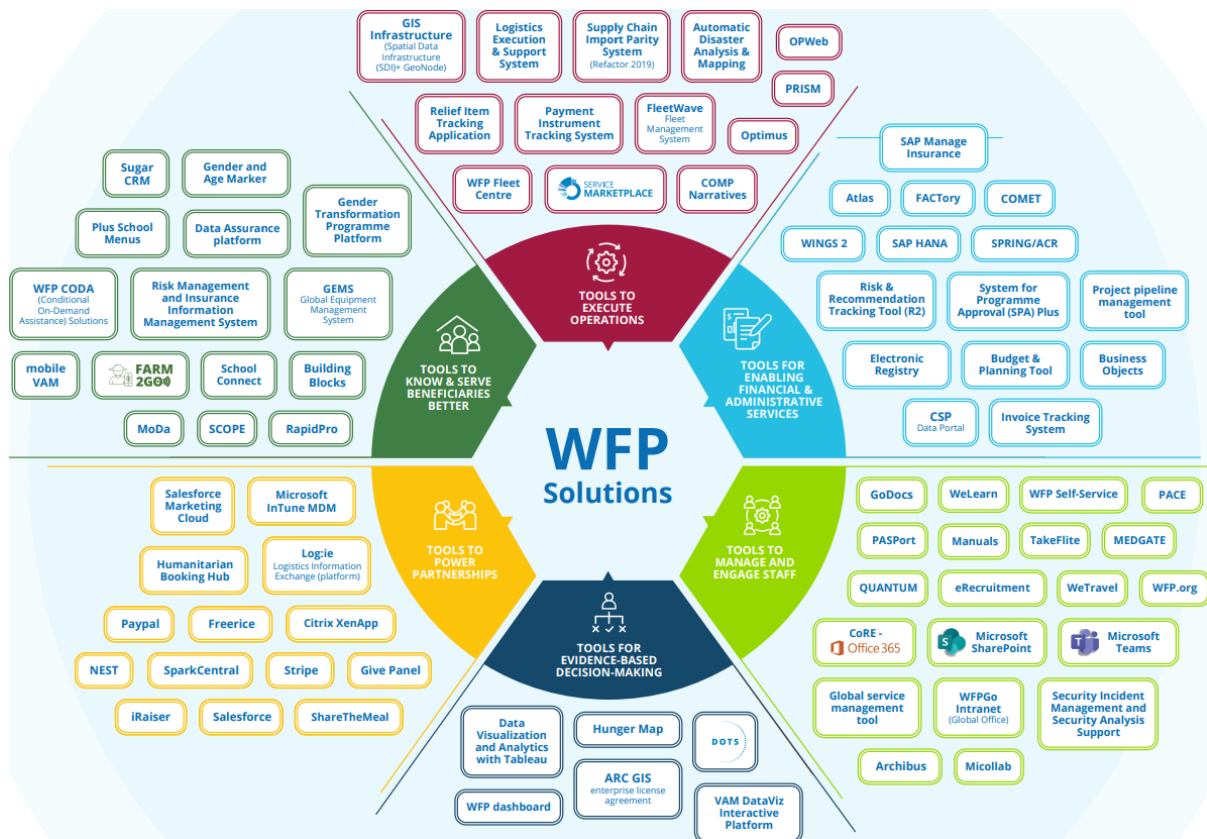 GIS
Infrastructure
(Spatial Data
Infrastructure
(SDI)+ GeoNode)
Logistics
Execution
& Support
System
Supply Chain
Import Parity
System
(Refactor 2019)
Automatic
Disaster
Analysis &
Mapping
OPWeb
PRISM
Relief Item
Tracking
Application
Payment
Instrument
Tracking System
FleetWave
Fleet
Management
System
Optimus
WFP Fleet
Centre
SERVICE
MARKETPLACE
COMP
Narratives
TOOLS TO
EXECUTE
OPERATIONS
SAP Manage
Insurance
Atlas
FACTory
COMET
WINGS 2
SAP HANA
SPRING/ACR
Risk &
Recommendation
Tracking Tool (R2)
System for
Programme
Approval (SPA) Plus
Project pipeline
management
tool
Electronic
Registry
Budget &
Planning Tool
Business
Objects
CSP
Data Portal
Invoice Tracking
System
TOOLS FOR
ENABLING
FINANCIAL &
ADMINISTRATIVE
SERVICES
Sugar
CRM
Gender and
Age Marker
Plus School
Menus
Data Assurance
platform
Gender
Transformation
Programme
Platform
WFP CODA
(Conditional
On-Demand
Assistance) Solutions
Risk Management
and Insurance
Information
Management System
GEMS
Global Equipment
Management
System
mobile
VAM
FARM
2GO
School
Connect
Building
Blocks
MoDa
SCOPE
RapidPro
TOOLS TO
KNOW & SERVE
BENEFICIARIES
BETTER
WFP
Solutions
Salesforce
Marketing
Cloud
Microsoft
InTune MDM
Humanitarian
Booking Hub
Log:ie
Logistics Information
Exchange (platform)
Paypal
Freerice
Citrix XenApp
NEST
SparkCentral
Stripe
Give Panel
iRaiser
Salesforce
ShareTheMeal
TOOLS TO
POWER
PARTNERSHIPS
TOOLS FOR
EVIDENCE-BASED
DECISION-MAKING
Data
Visualization
and Analytics
with Tableau
Hunger Map
DOTS
WFP dashboard
ARC GIS
enterprise license
agreement
VAM DataViz
Interactive
Platform
TOOLS TO
MANAGE AND
ENGAGE STAFF
GoDocs
WeLearn
WFP Self-Service
PACE
PASPort
Manuals
TakeFlite
MEDGATE
QUANTUM
eRecruitment
WeTravel
WFP.org
CoRE -
Office 365
Microsoft
SharePoint
Microsoft
Teams
Global service
management
tool
WFPGo
Intranet
(Global Office)
Security Incident
Management and
Security Analysis
Support
Archibus
Micollab